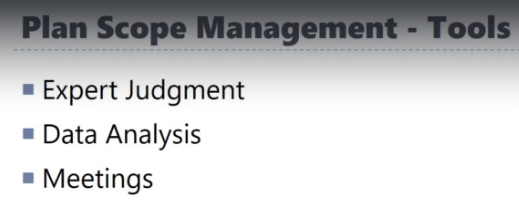 Plan Scope Management - Tools
Expert Judgment
Data Analysis
Meetings